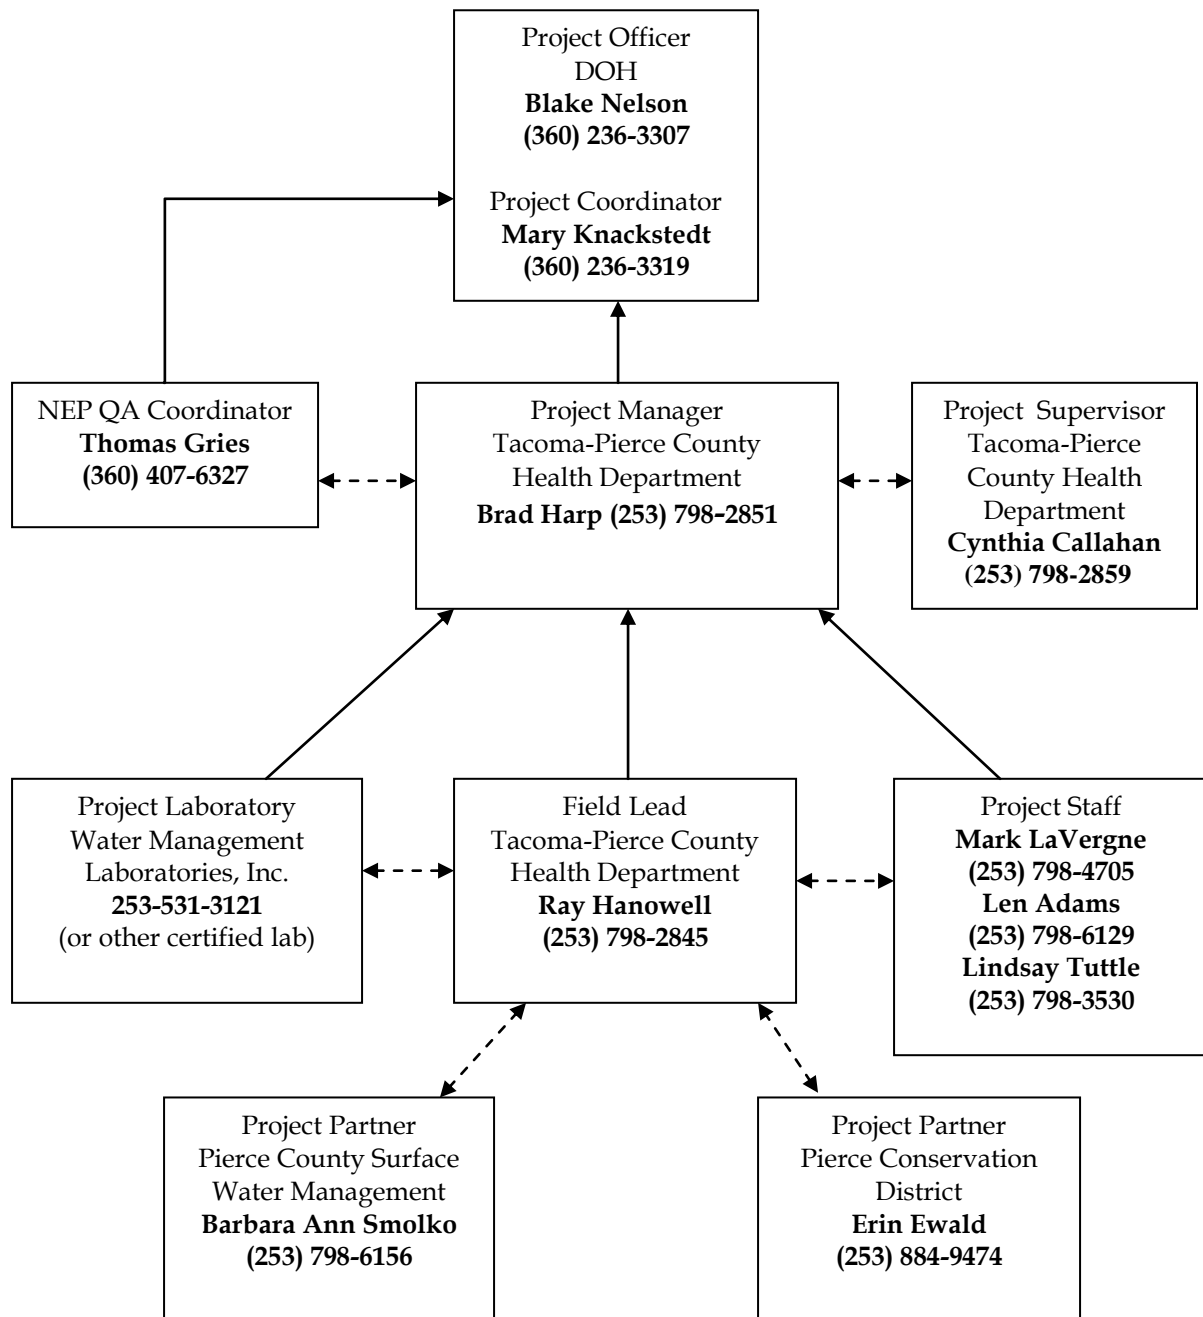 Project Officer
DOH
Blake Nelson
(360) 236-3307
Project Coordinator
Mary Knackstedt
(360) 236-3319
NEP QA Coordinator
Thomas Gries
(360) 407-6327
Project Manager
Tacoma-Pierce County
Health Department
Brad Harp (253) 798-2851
Project Supervisor
Tacoma-Pierce
County Health
Department
Cynthia Callahan
(253) 798-2859
Project Laboratory
Water Management
Laboratories, Inc.
253-531-3121
(or other certified lab)
Field Lead
Tacoma-Pierce County
Health Department
Ray Hanowell
(253) 798-2845
Project Staff
Mark LaVergne
(253) 798-4705
Len Adams
(253) 798-6129
Lindsay Tuttle
(253) 798-3530
Project Partner
Pierce County Surface
Water Management
Barbara Ann Smolko
(253) 798-6156
Project Partner
Pierce Conservation
District
Erin Ewald
(253) 884-9474